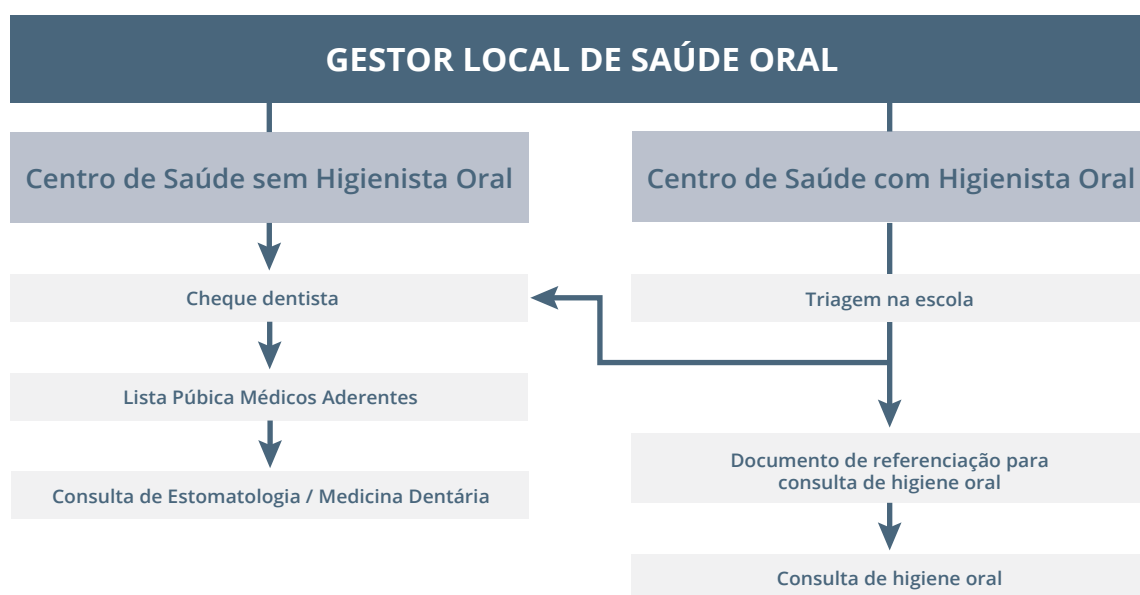 GESTOR LOCAL DE SAÚDE ORAL
Centro de Saúde sem Higienista Oral
Centro de Saúde com Higienista Oral
Cheque dentista
Triagem na escola
Lista Púbica Médicos Aderentes
Documento de referenciação para
consulta de higiene oral
Consulta de Estomatologia / Medicina Dentária
Consulta de higiene oral